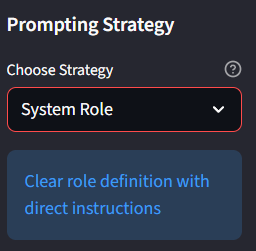 Prompting Strategy
Choose Strategy
System Role
Clear role definition with
direct instructions